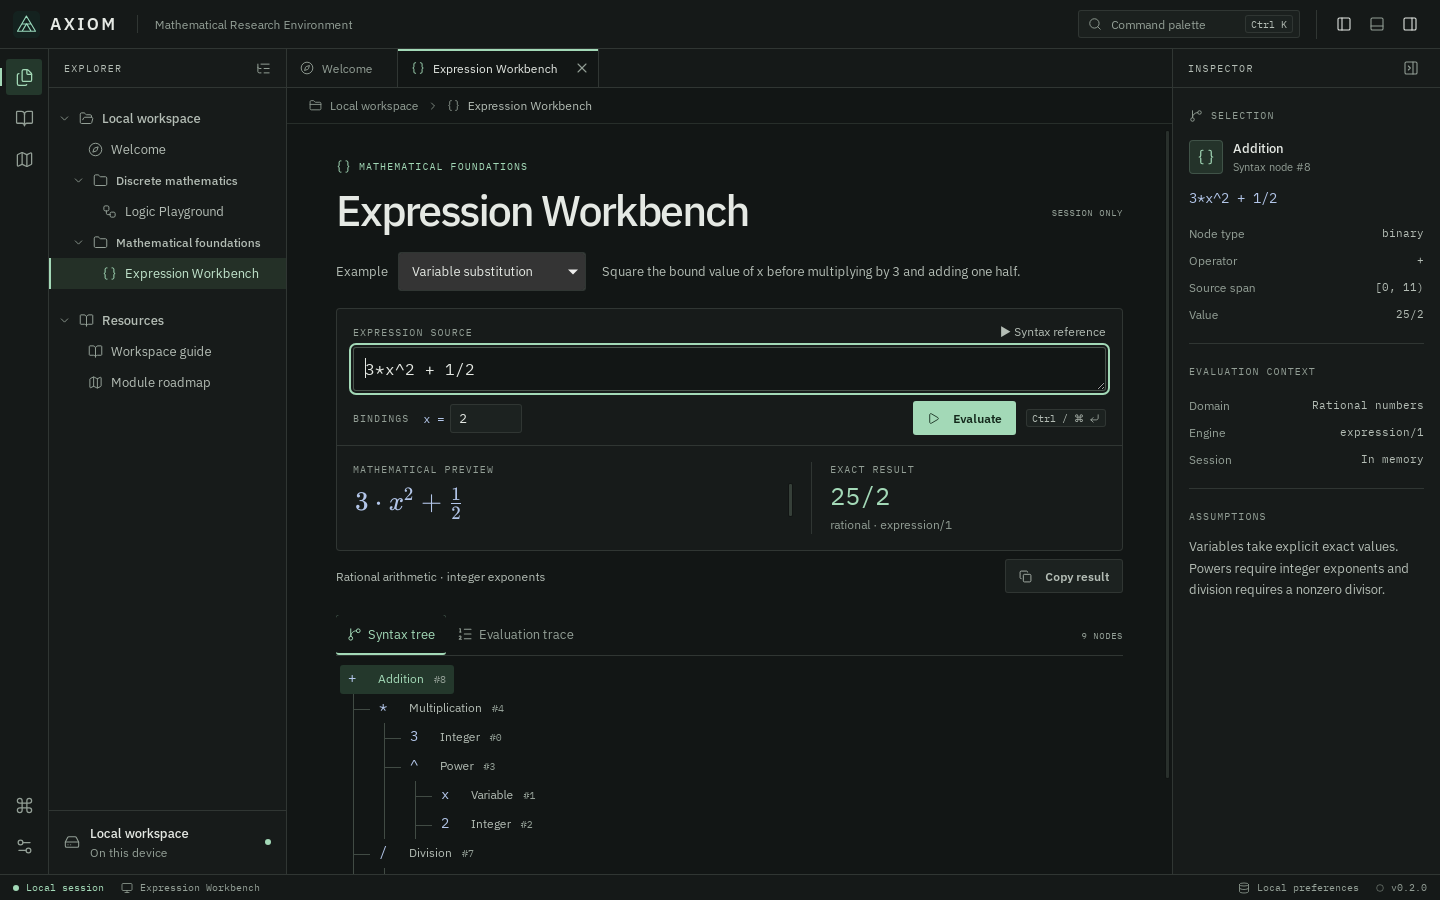 AXIOM
Mathematical Research Environment
Command palette
Ctrl K
EXPLORER
Local workspace
Welcome
Discrete mathematics
Logic Playground
Mathematical foundations
{} Expression Workbench
Resources
Workspace guide
Module roadmap
Local workspace
On this device
Welcome
{} Expression Workbench
Local workspace
{} Expression Workbench
{} MATHEMATICAL FOUNDATIONS
Expression Workbench
SESSION ONLY
Example
Variable substitution
Square the bound value of x before multiplying by 3 and adding one half.
EXPRESSION SOURCE
Syntax reference
3*x^2 + 1/2
BINDINGS x = 2
Evaluate
Ctrl / ⌘ ↵
MATHEMATICAL PREVIEW
3 · x² + 1/2
EXACT RESULT
25/2
rational · expression/1
Rational arithmetic · integer exponents
Copy result
Syntax tree
Evaluation trace
9 NODES
+ Addition #8
* Multiplication #4
3 Integer #0
^ Power #3
x Variable #1
2 Integer #2
/ Division #7
INSPECTOR
SELECTION
{} Addition
Syntax node #8
3*x^2 + 1/2
Node type binary
Operator +
Source span [0, 11)
Value 25/2
EVALUATION CONTEXT
Domain Rational numbers
Engine expression/1
Session In memory
ASSUMPTIONS
Variables take explicit exact values.
Powers require integer exponents and
division requires a nonzero divisor.
Local session
Expression Workbench
Local preferences
v0.2.0